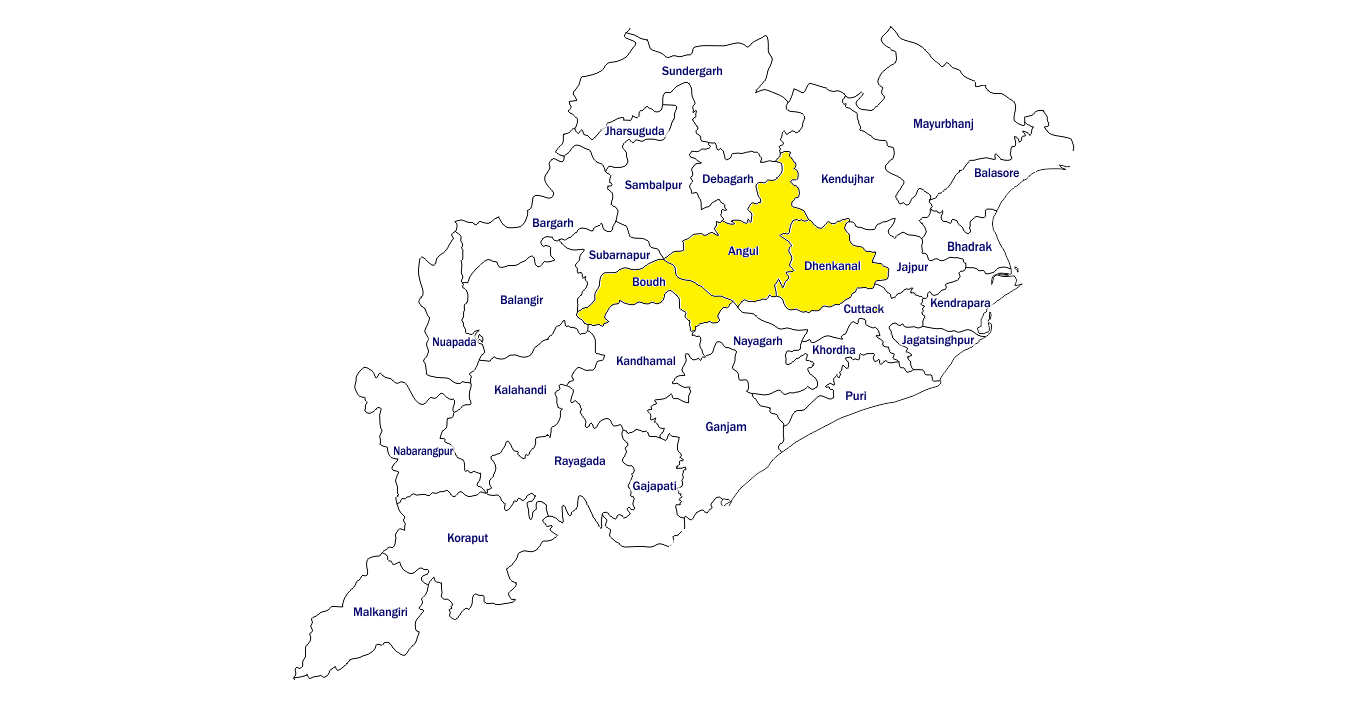 Sundergarh
Mayurbhanj
Jharsuguda
Balasore
Debagarh
Kendujhar
Sambalpur
Bargarh
Bhadrak
Angul
Subarnapur
Dhenkanal
Jajpur
Boudh
Balangir
Kendrapara
Cuttack
Nuapada
Nayagarh
Jagatsinghpur
Khordha
Kandhamal
Kalahandi
Puri
Ganjam
Nabarangpur
Rayagada
Gajapati
Koraput
Malkangiri